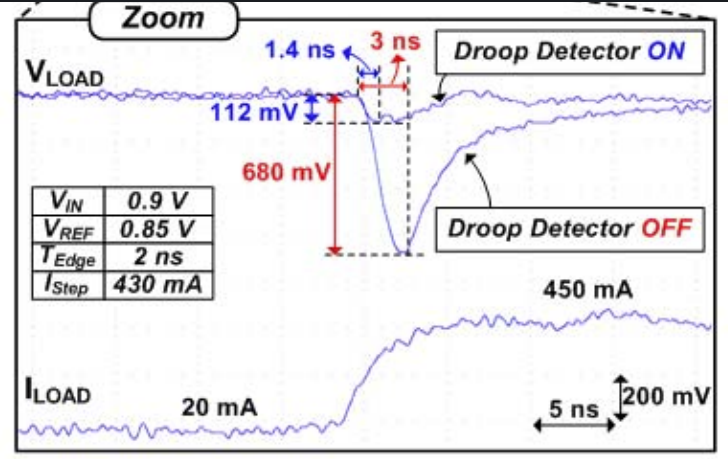 Zoom
1.4 ns
3 ns
Droop Detector ON
VLOAD
112 mV
680 mV
VIN 0.9 V
VREF 0.85 V
TEdge 2 ns
IStep 430 mA
Droop Detector OFF
450 mA
ILOAD
20 mA
5 ns
200 mV